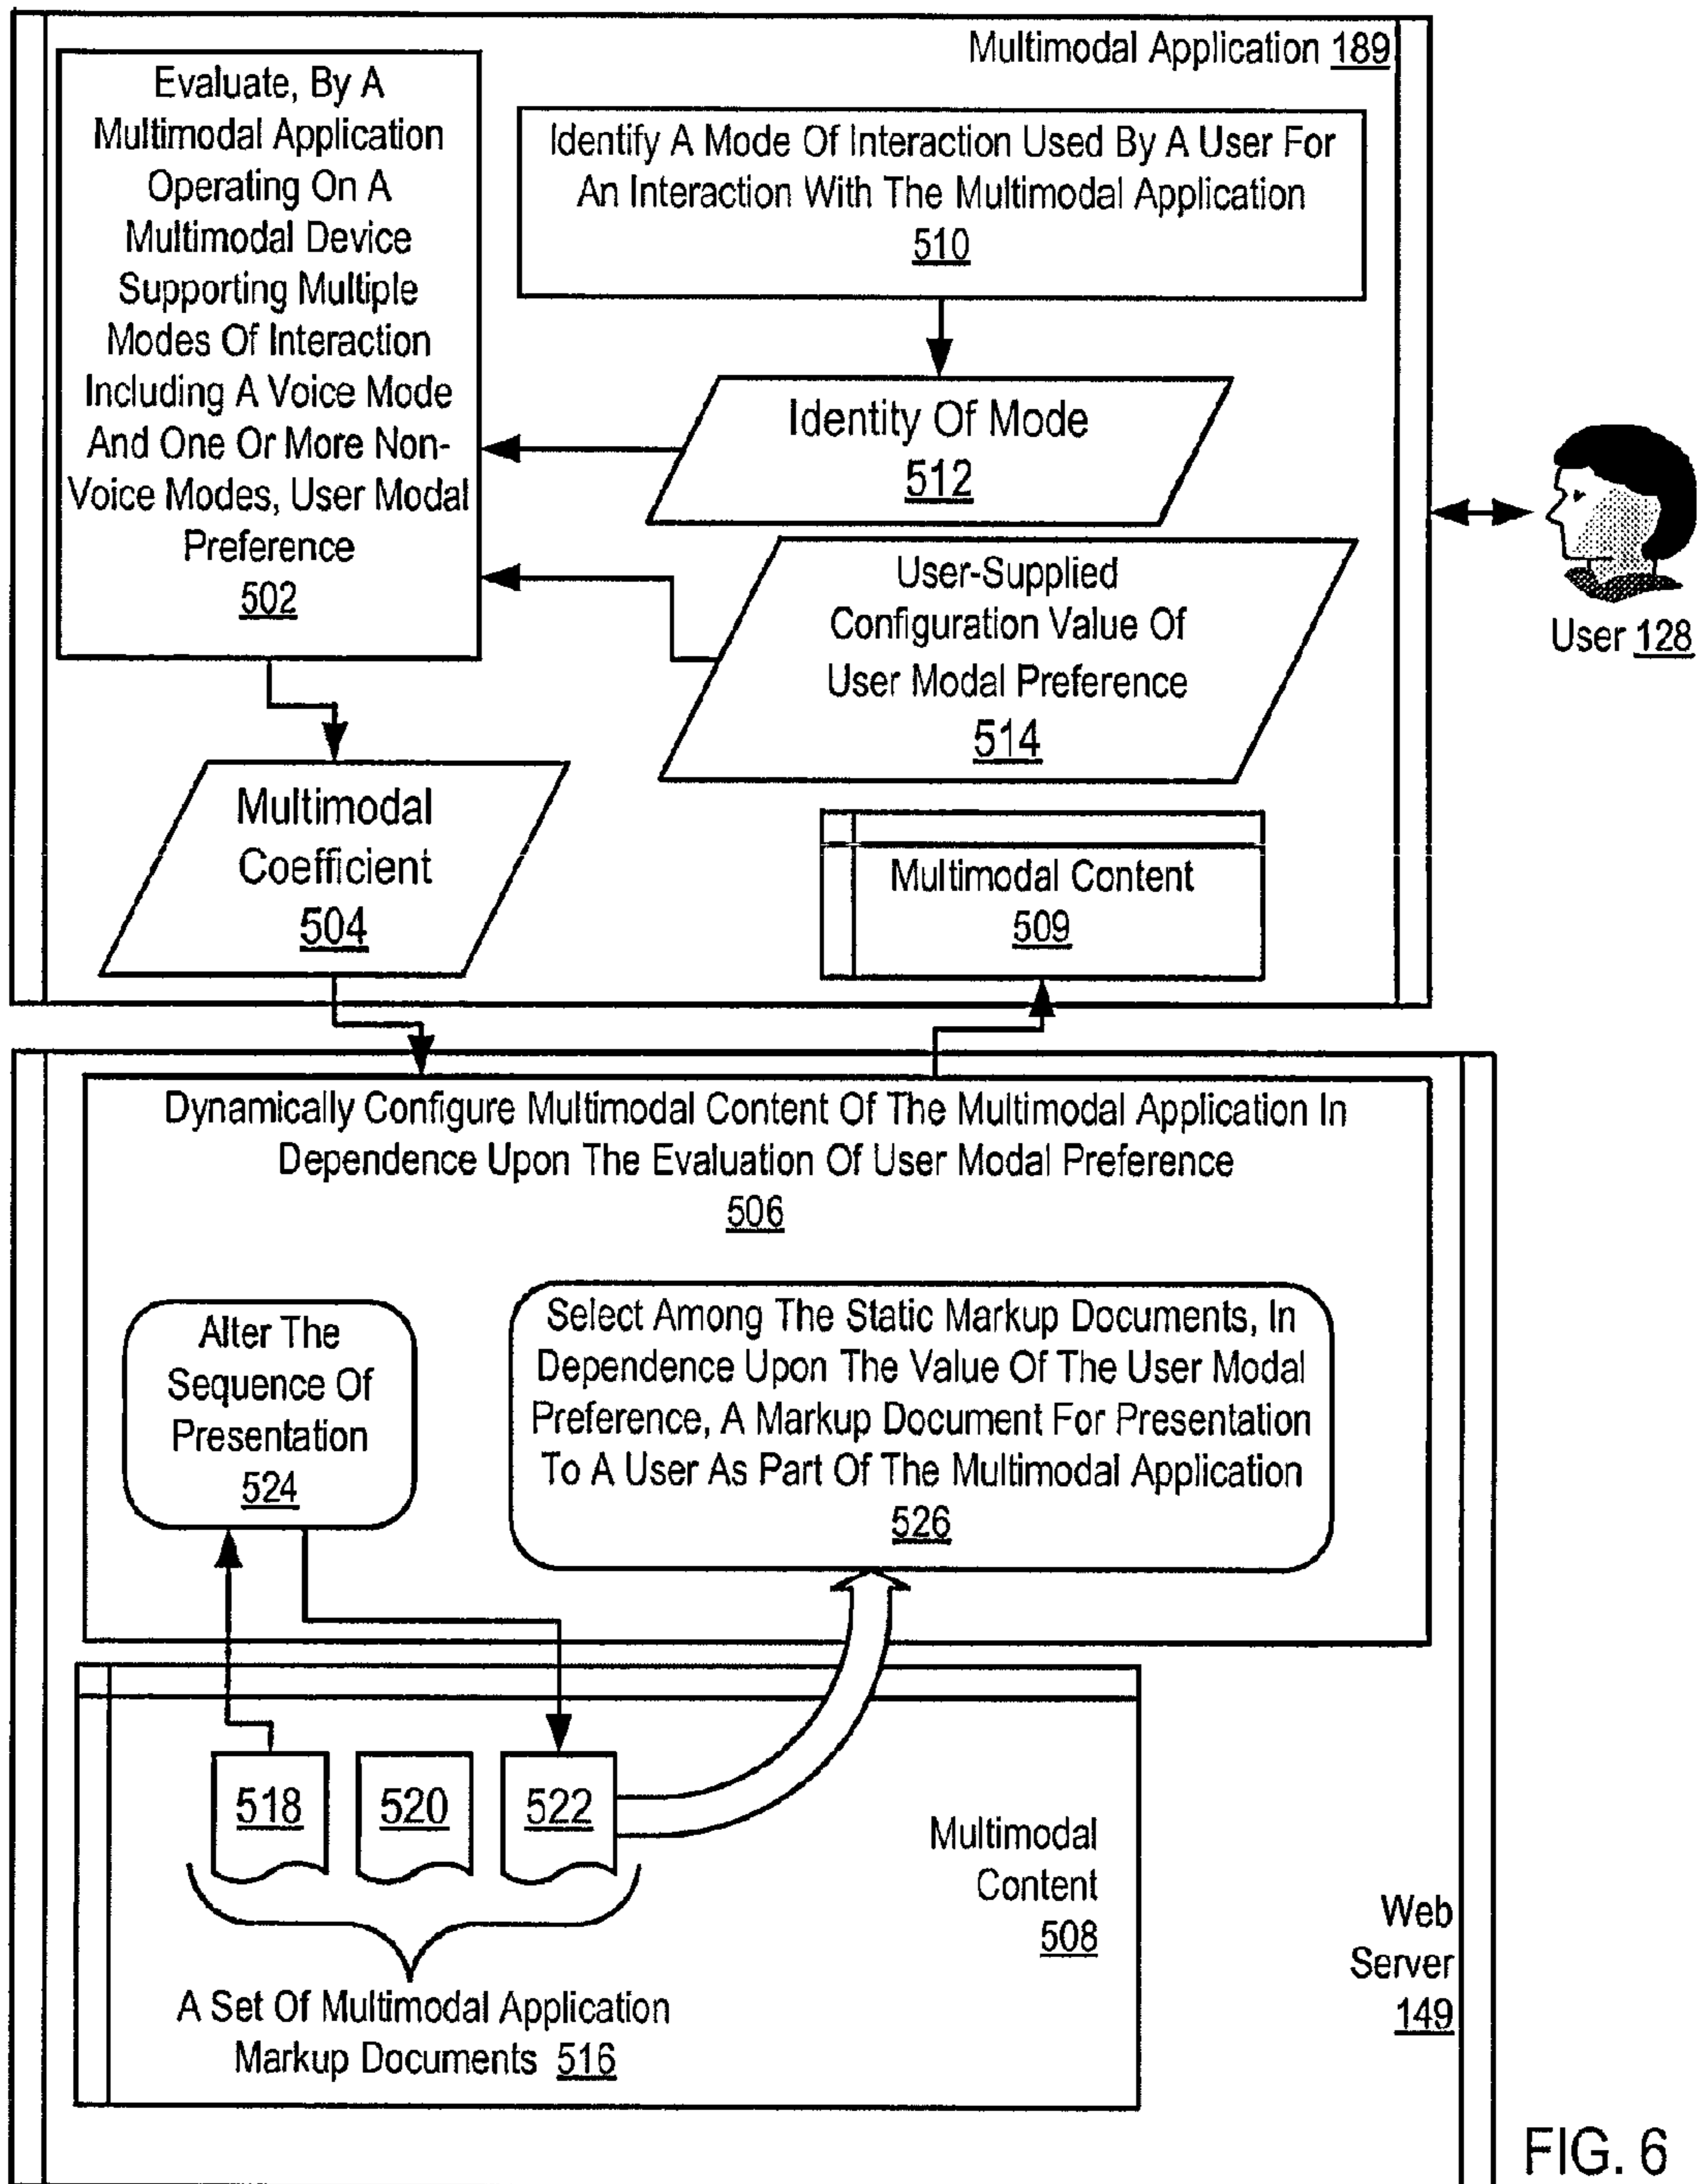 Multimodal Application 189
Evaluate, By A
Multimodal Application
Operating On A
Multimodal Device
Supporting Multiple
Modes Of Interaction
Including A Voice Mode
And One Or More Non-
Voice Modes, User Modal
Preference
502
Identify A Mode Of Interaction Used By A User For
An Interaction With The Multimodal Application
510
Identity Of Mode
512
User-Supplied
Configuration Value Of
User Modal Preference
514
User 128
Multimodal
Coefficient
504
Multimodal Content
509
Dynamically Configure Multimodal Content Of The Multimodal Application In
Dependence Upon The Evaluation Of User Modal Preference
506
Alter The
Sequence Of
Presentation
524
Select Among The Static Markup Documents, In
Dependence Upon The Value Of The User Modal
Preference, A Markup Document For Presentation
To A User As Part Of The Multimodal Application
526
518
520
522
Multimodal
Content
508
A Set Of Multimodal Application
Markup Documents 516
Web
Server
149
FIG. 6